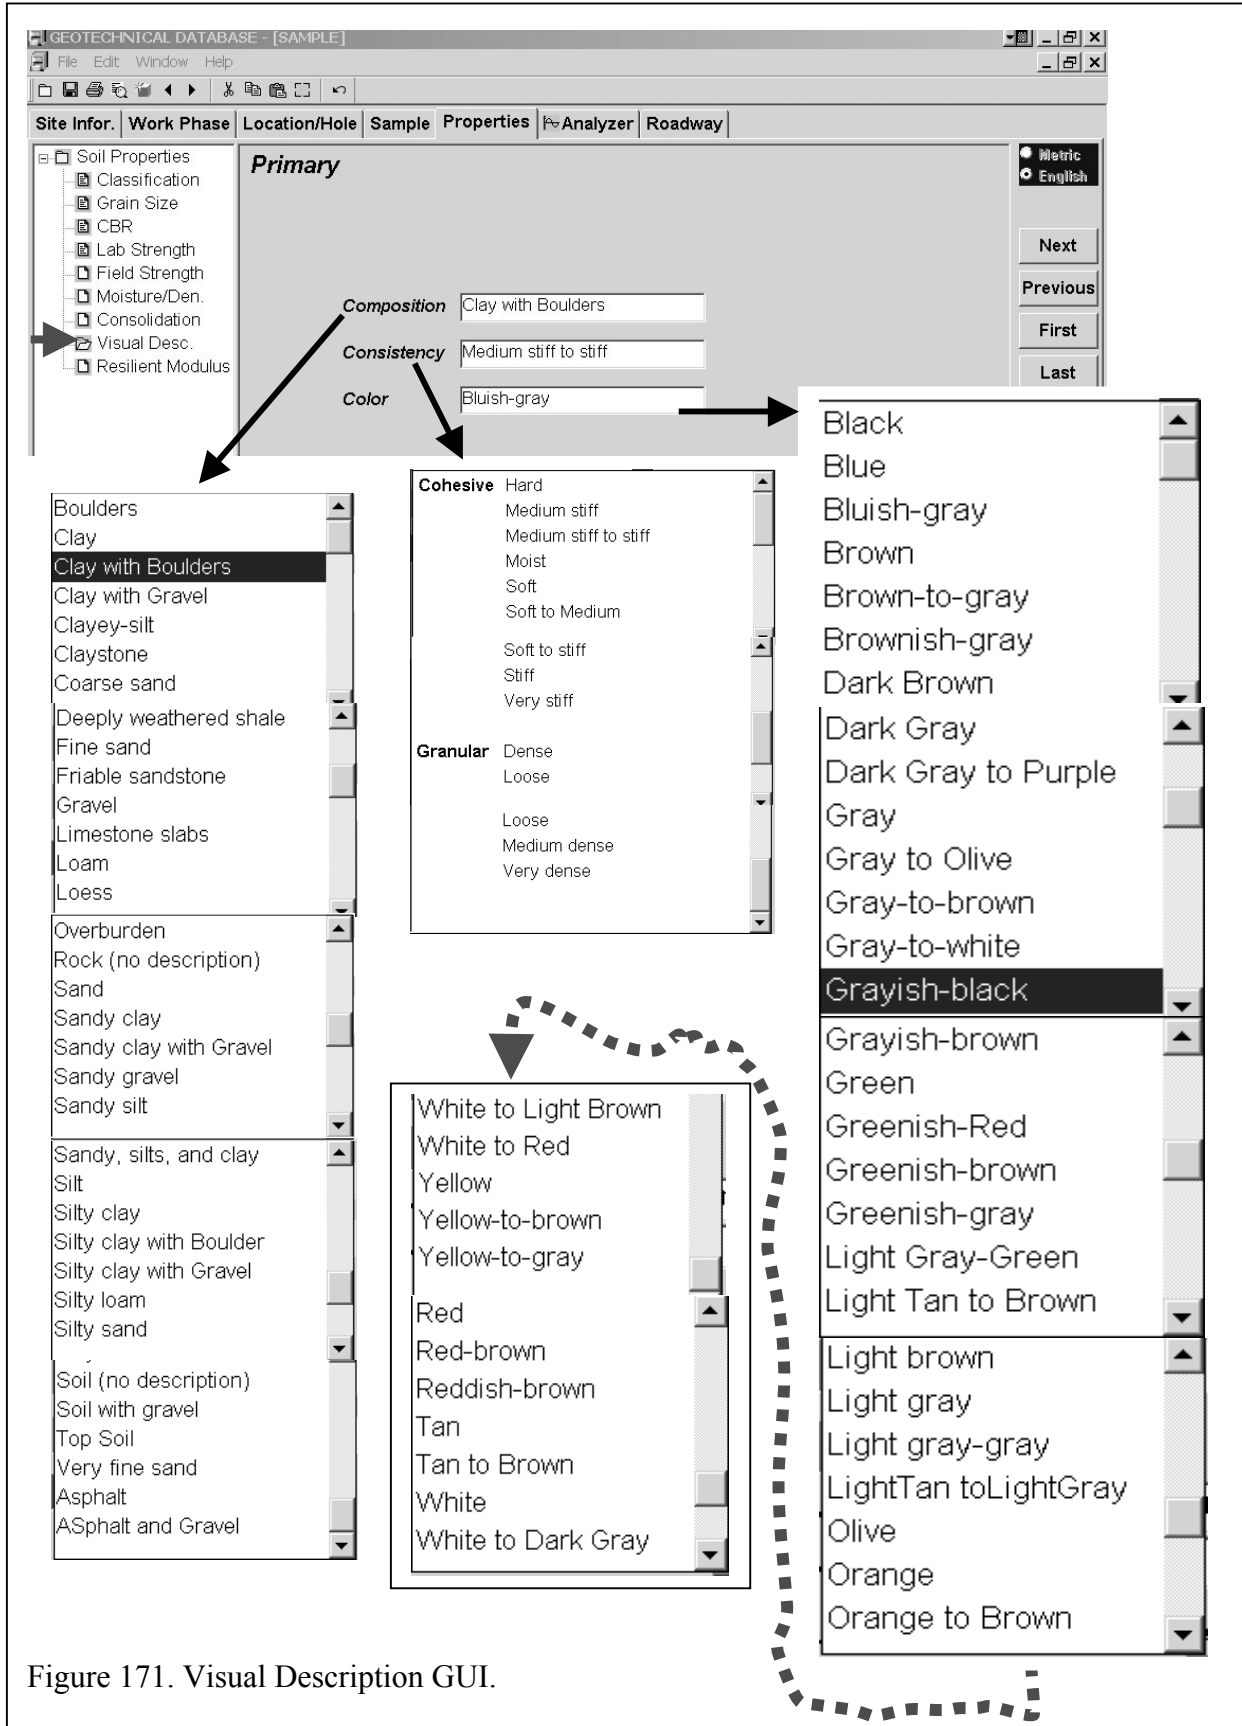 GEOTECHNICAL DATABASE - [SAMPLE]
File Edit Window Help
Site Infor. Work Phase Location/Hole Sample Properties Analyzer Roadway
Soil Properties
Classification
Grain Size
CBR
Lab Strength
Field Strength
Moisture/Den.
Consolidation
Visual Desc.
Resilient Modulus
Primary
Composition Clay with Boulders
Consistency Medium stiff to stiff
Color Bluish-gray
Metric
English
Next
Previous
First
Last
Boulders
Clay
Clay with Boulders
Clay with Gravel
Clayey-silt
Claystone
Coarse sand
Deeply weathered shale
Fine sand
Friable sandstone
Gravel
Limestone slabs
Loam
Loess
Overburden
Rock (no description)
Sand
Sandy clay
Sandy clay with Gravel
Sandy gravel
Sandy silt
Sandy, silts, and clay
Silt
Silty clay
Silty clay with Boulder
Silty clay with Gravel
Silty loam
Silty sand
Soil (no description)
Soil with gravel
Top Soil
Very fine sand
Asphalt
ASphalt and Gravel
Cohesive Hard
Medium stiff
Medium stiff to stiff
Moist
Soft
Soft to Medium
Soft to stiff
Stiff
Very stiff
Granular Dense
Loose
Loose
Medium dense
Very dense
Black
Blue
Bluish-gray
Brown
Brown-to-gray
Brownish-gray
Dark Brown
Dark Gray
Dark Gray to Purple
Gray
Gray to Olive
Gray-to-brown
Gray-to-white
Grayish-black
Grayish-brown
Green
Greenish-Red
Greenish-brown
Greenish-gray
Light Gray-Green
Light Tan to Brown
Light brown
Light gray
Light gray-gray
LightTan toLightGray
Olive
Orange
Orange to Brown
White to Light Brown
White to Red
Yellow
Yellow-to-brown
Yellow-to-gray
Red
Red-brown
Reddish-brown
Tan
Tan to Brown
White
White to Dark Gray
Figure 171. Visual Description GUI.